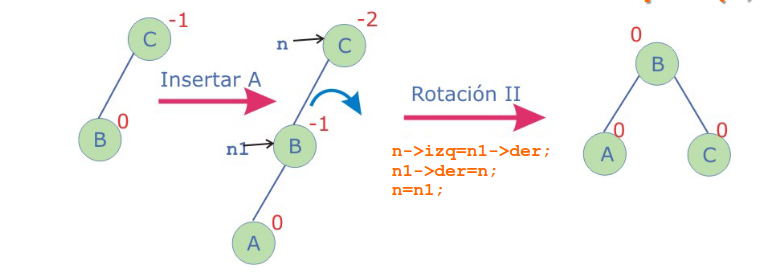 -1
C
B
0
Insertar A
n
-2
C
n1
-1
B
0
A
Rotación II
n->izq=n1->der;
n1->der=n;
n=n1;
0
B
0
A
0
C